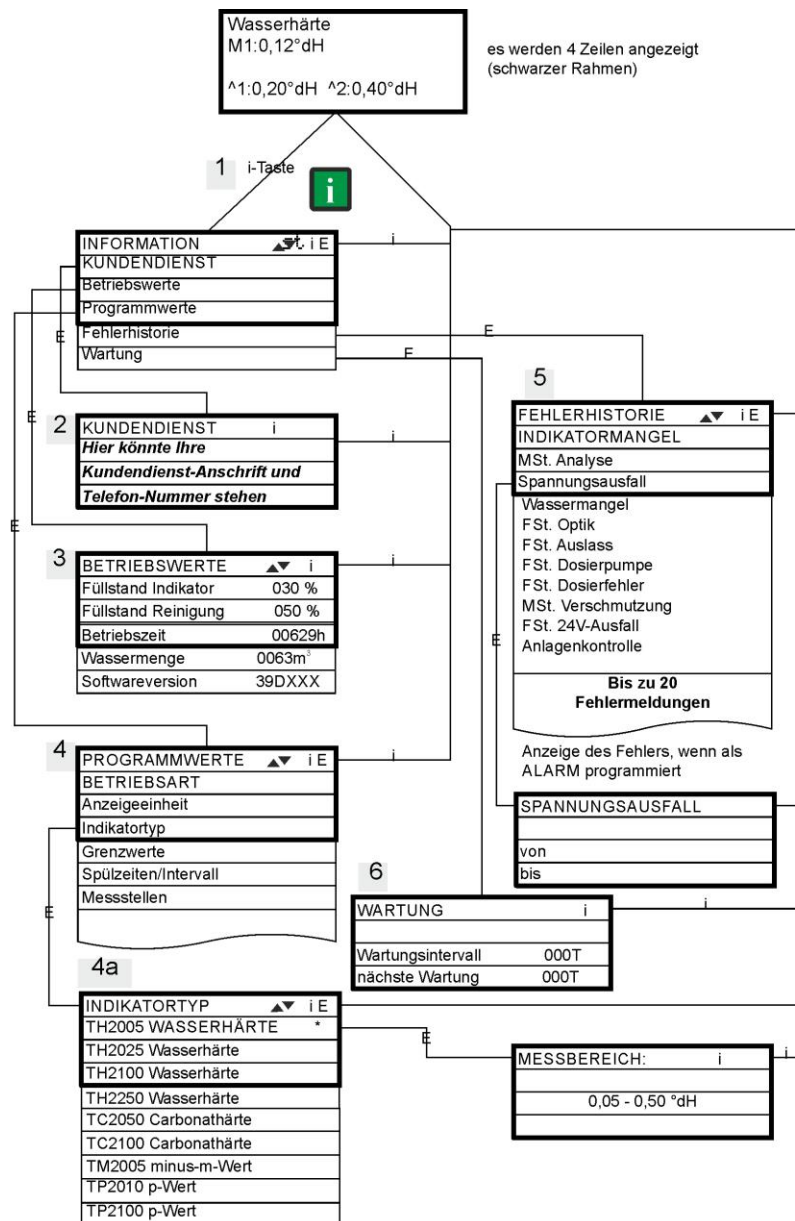 Wasserhärte
M1:0,12°dH
^1:0,20°dH ^2:0,40°dH
es werden 4 Zeilen angezeigt
(schwarzer Rahmen)
1 i-Taste
i
INFORMATION ▲▼ i E
KUNDENDIENST
Betriebswerte
Programmwerte
Fehlerhistorie
Wartung
i
E
E
E
E
E
2
KUNDENDIENST i
Hier könnte Ihre
Kundendienst-Anschrift und
Telefon-Nummer stehen
i
3
BETRIEBSWERTE ▲▼ i
Füllstand Indikator 030 %
Füllstand Reinigung 050 %
Betriebszeit 00629h
Wassermenge 0063m³
Softwareversion 39DXXX
i
4
PROGRAMMWERTE ▲▼ i E
BETRIEBSART
Anzeigeeinheit
Indikatortyp
Grenzwerte
Spülzeiten/Intervall
Messstellen
i
E
4a
INDIKATORTYP ▲▼ i E
TH2005 WASSERHÄRTE *
TH2025 Wasserhärte
TH2100 Wasserhärte
TH2250 Wasserhärte
TC2050 Carbonathärte
TC2100 Carbonathärte
TM2005 minus-m-Wert
TP2010 p-Wert
TP2100 p-Wert
E
5
FEHLERHISTORIE ▲▼ i E
INDIKATORMANGEL
MSt. Analyse
Spannungsausfall
Wassermangel
FSt. Optik
FSt. Auslass
FSt. Dosierpumpe
FSt. Dosierfehler
MSt. Verschmutzung
FSt. 24V-Ausfall
Anlagenkontrolle
Bis zu 20
Fehlermeldungen
E
Anzeige des Fehlers, wenn als
ALARM programmiert
SPANNUNGSAUSFALL
von
bis
6
WARTUNG i
Wartungsintervall 000T
nächste Wartung 000T
i
MESSBEREICH: i
0,05 - 0,50 °dH
i